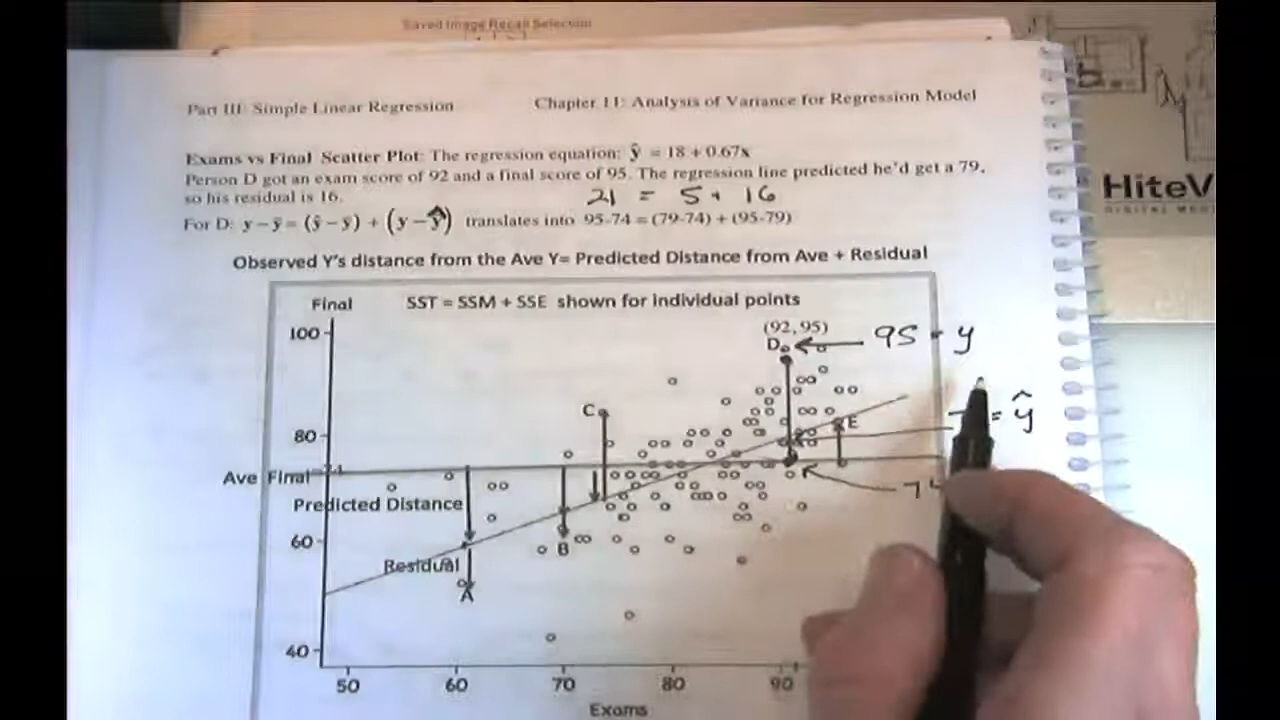 Saved Image Recall Selection
Part III: Simple Linear Regression
Chapter 11: Analysis of Variance for Regression Model
Exams vs Final Scatter Plot: The regression equation: ŷ = 18 + 0.67x
Person D got an exam score of 92 and a final score of 95. The regression line predicted he'd get a 79,
so his residual is 16.
21 = 5 + 16
For D: y – ȳ = (ŷ – ȳ) + (y – ŷ) translates into 95-74 = (79-74) + (95-79)
HiteV
DIGITAL MED
Observed Y's distance from the Ave Y= Predicted Distance from Ave + Residual
Final
SST = SSM + SSE shown for individual points
100
(92,95)
D
95 = y
C
= ŷ
80
E
Ave Final=74
74
Predicted Distance
60
B
Residual
A
40
50 60 70 80 90
Exams